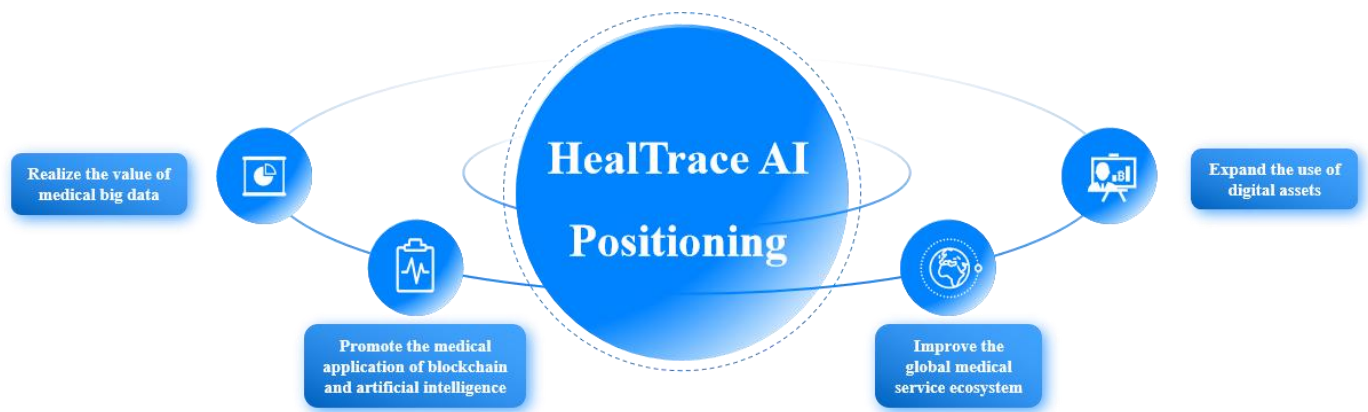 HealTrace AI
Positioning
Realize the value of
medical big data
Promote the medical
application of blockchain
and artificial intelligence
Improve the
global medical
service ecosystem
Expand the use of
digital assets